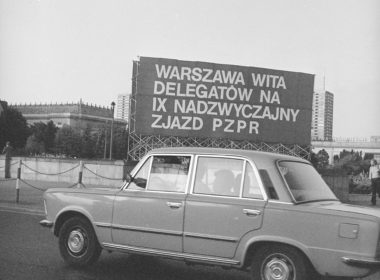 WARSZAWA WITA
DELEGATÓW NA
IX NADZWYCZAJNY
ZJAZD PZPR